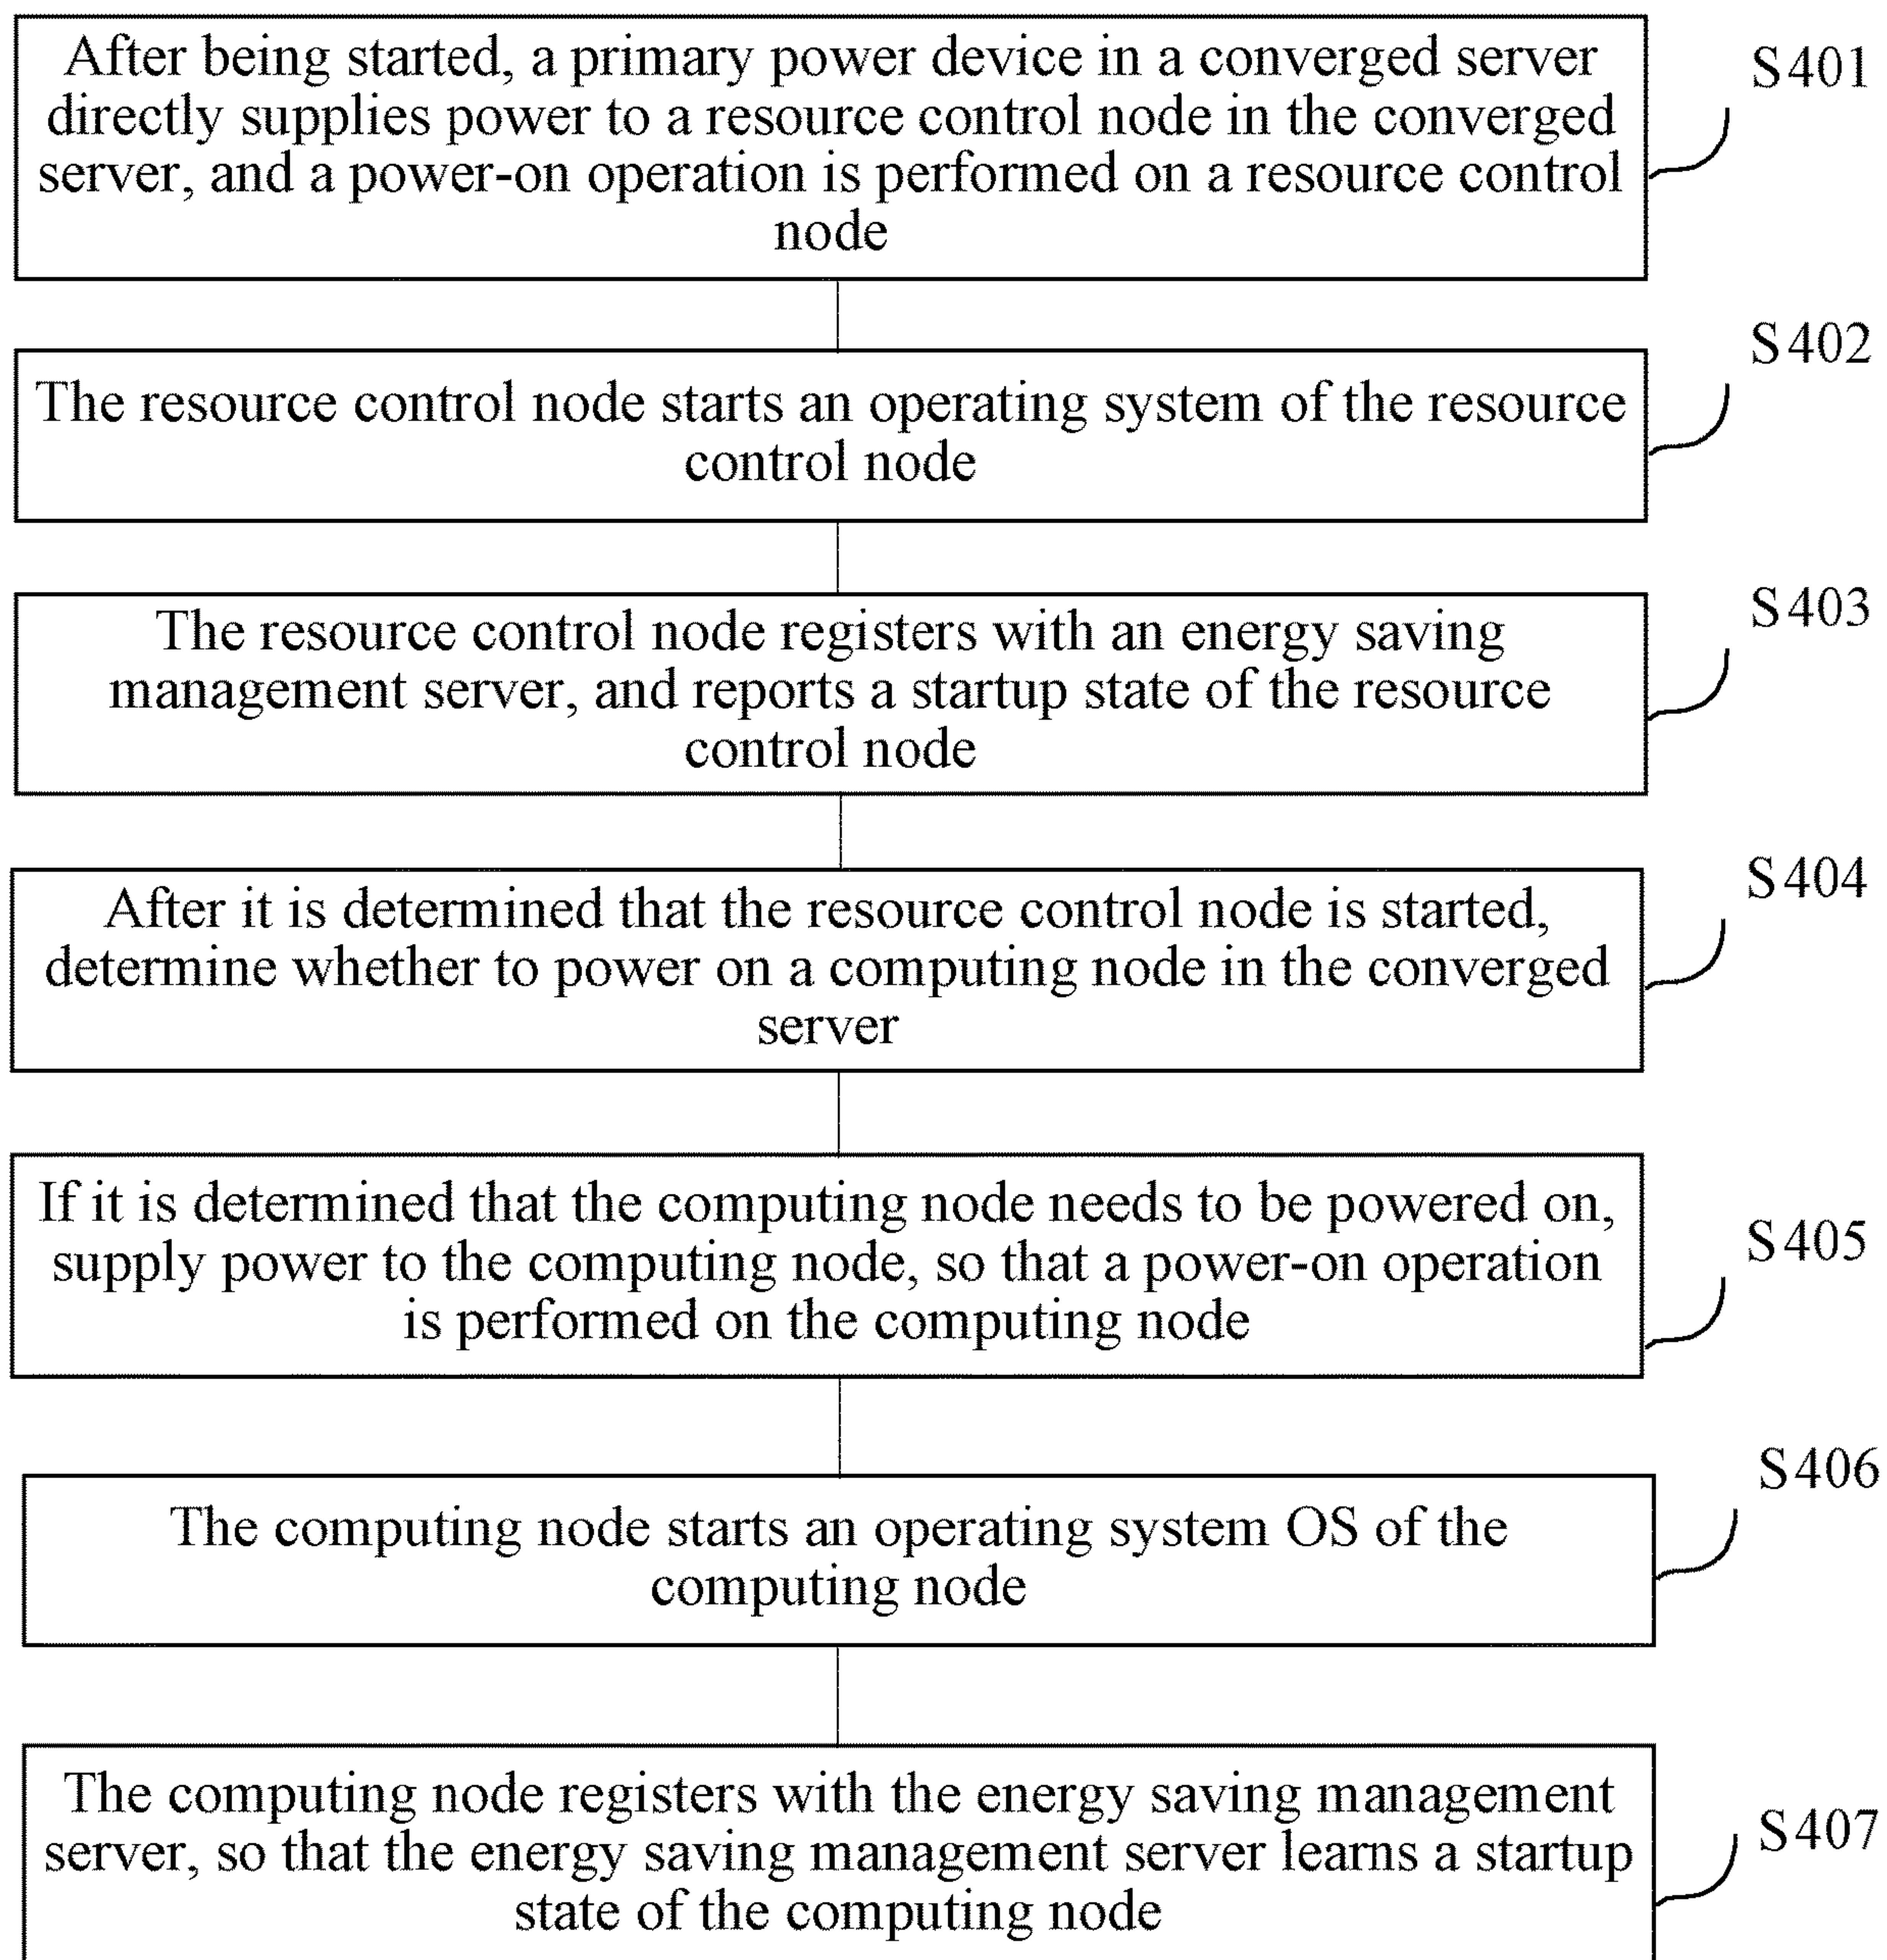 After being started, a primary power device in a converged server
directly supplies power to a resource control node in the converged
server, and a power-on operation is performed on a resource control
node
S401
The resource control node starts an operating system of the resource
control node
S402
The resource control node registers with an energy saving
management server, and reports a startup state of the resource
control node
S403
After it is determined that the resource control node is started,
determine whether to power on a computing node in the converged
server
S404
If it is determined that the computing node needs to be powered on,
supply power to the computing node, so that a power-on operation
is performed on the computing node
S405
The computing node starts an operating system OS of the
computing node
S406
The computing node registers with the energy saving management
server, so that the energy saving management server learns a startup
state of the computing node
S407